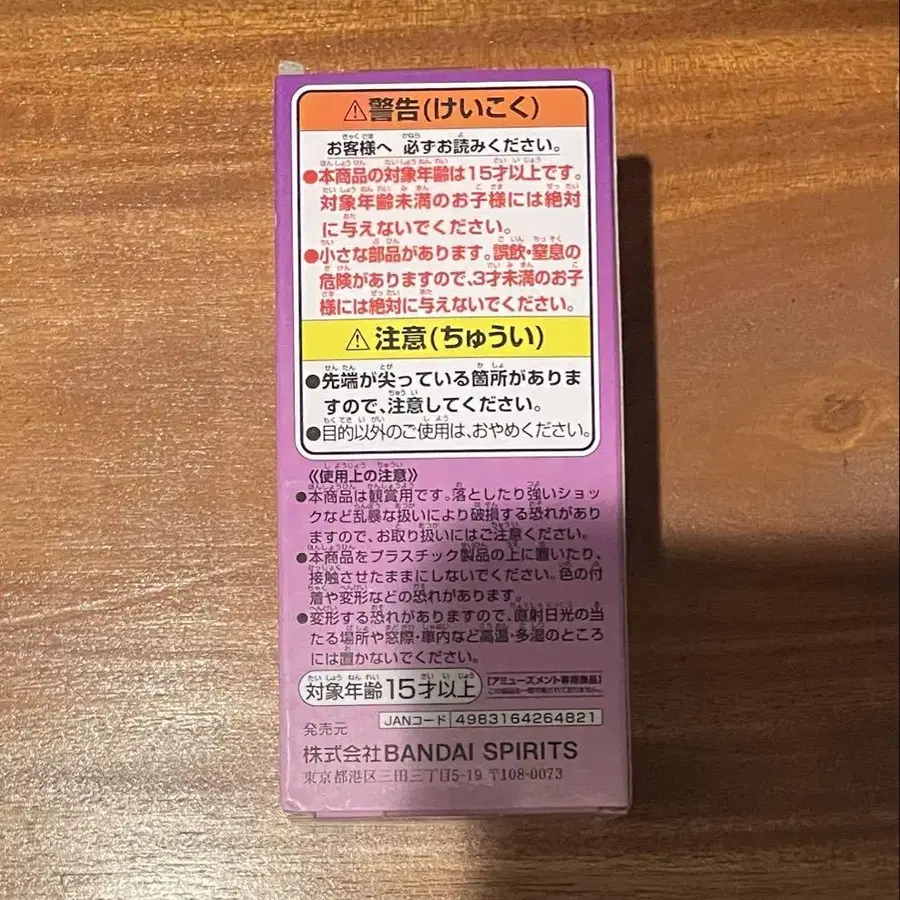 ⚠警告(けいこく)
お客様へ 必ずお読みください。
●本商品の対象年齢は15才以上です。
対象年齢未満のお子様には絶対
に与えないでください。
●小さな部品があります。誤飲・窒息の
危険がありますので、3才未満のお子
様には絶対に与えないでください。
⚠注意(ちゅうい)
●先端が尖っている箇所がありま
すので、注意してください。
●目的以外のご使用は、おやめください。
《使用上の注意》
●本商品は観賞用です。落としたり強いショッ
クなど乱暴な扱いにより破損する恐れがあり
ますので、お取り扱いにはご注意ください。
●本商品をプラスチック製品の上に置いたり、
接触させたままにしないでください。色の付
着や変形などの恐れがあります。
●変形する恐れがありますので、直射日光の当
たる場所や窓際・車内など高温・多湿のところ
には置かないでください。
対象年齢15才以上
[アミューズメント専用景品]
発売元
JANコード 4983164264821
株式会社BANDAI SPIRITS
東京都港区三田三丁目5-19 〒108-0073